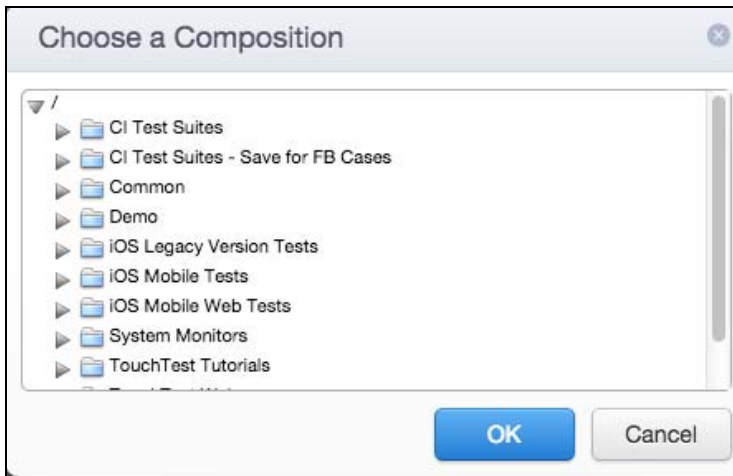 Choose a Composition
/
CI Test Suites
CI Test Suites - Save for FB Cases
Common
Demo
iOS Legacy Version Tests
iOS Mobile Tests
iOS Mobile Web Tests
System Monitors
TouchTest Tutorials
OK Cancel